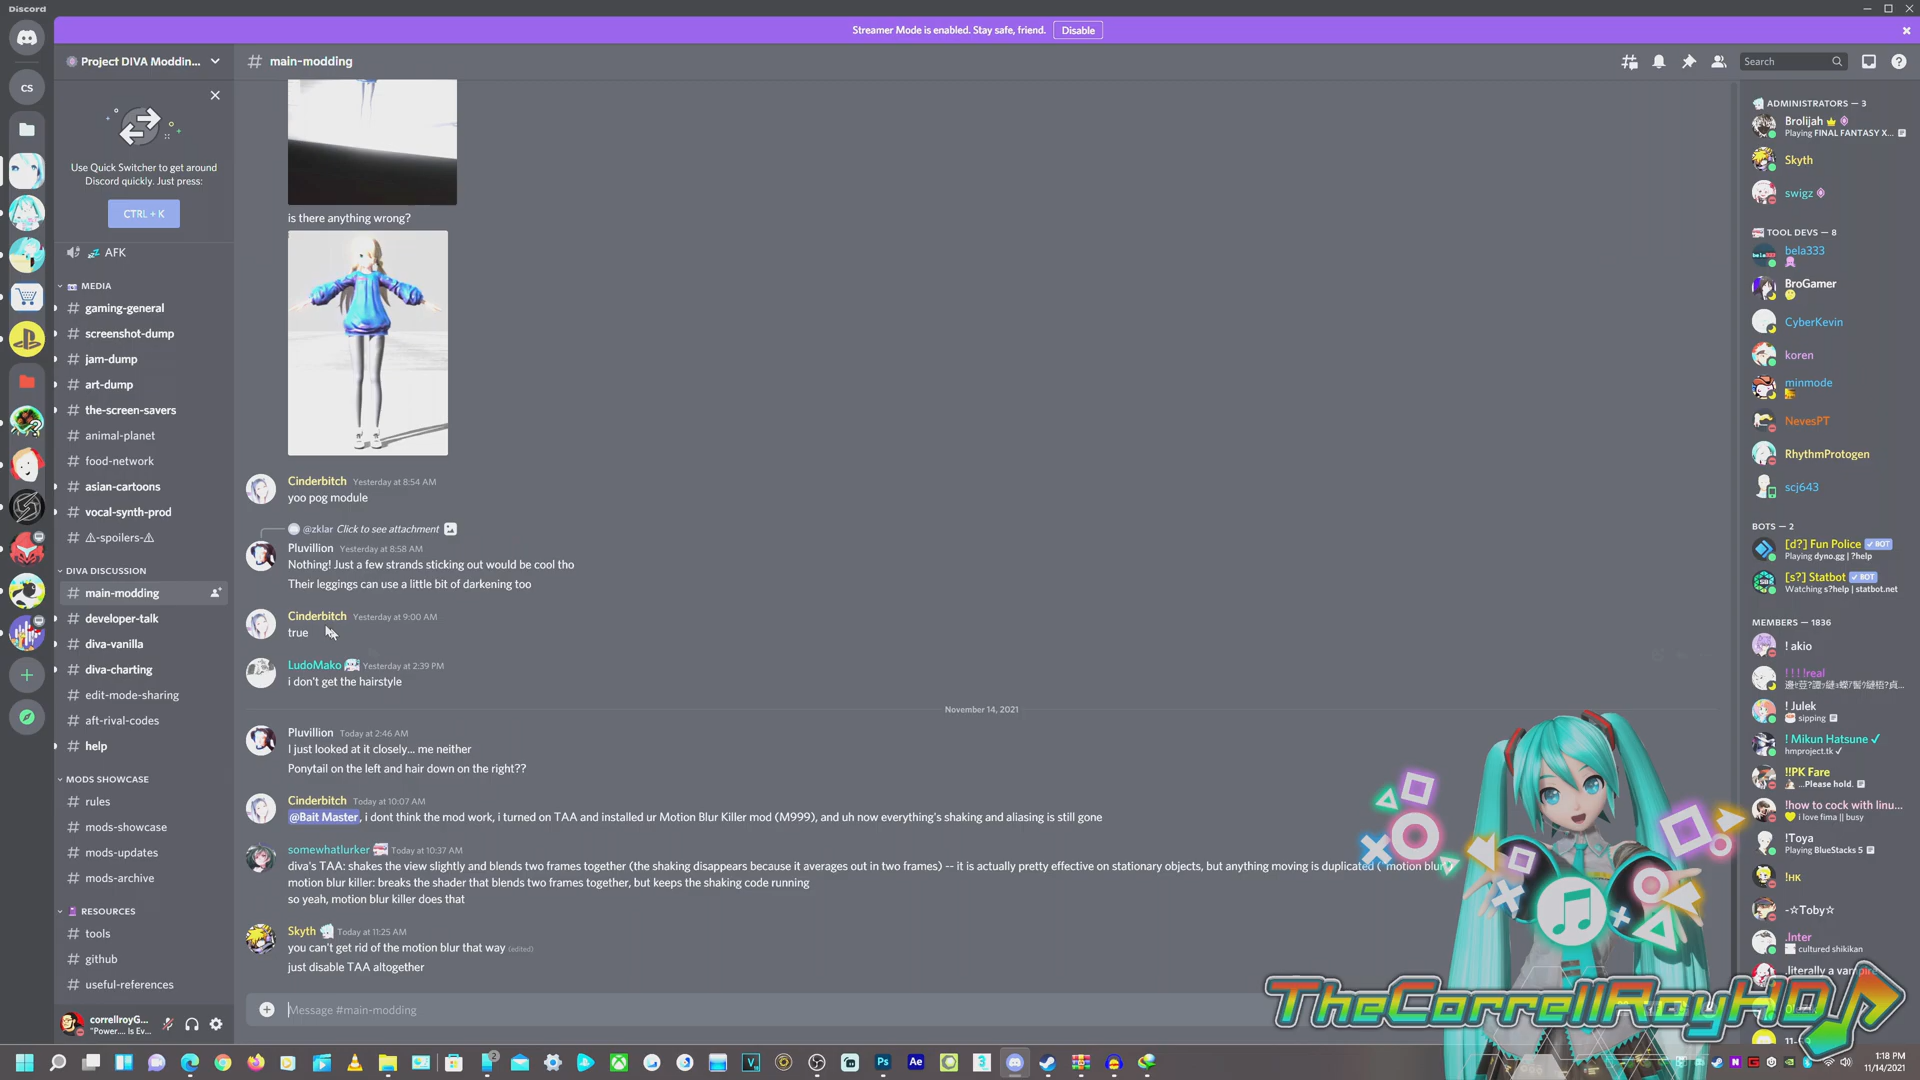 Discord
Streamer Mode is enabled. Stay safe, friend. Disable
Project DIVA Moddin...
main-modding
Search
CS
Use Quick Switcher to get around
Discord quickly. Just press:
CTRL + K
AFK
MEDIA
gaming-general
screenshot-dump
jam-dump
art-dump
the-screen-savers
animal-planet
food-network
asian-cartoons
vocal-synth-prod
⚠-spoilers-⚠
DIVA DISCUSSION
main-modding
developer-talk
diva-vanilla
diva-charting
edit-mode-sharing
aft-rival-codes
help
MODS SHOWCASE
rules
mods-showcase
mods-updates
mods-archive
RESOURCES
tools
github
useful-references
correllroyG...
"Power.... Is Ev...
is there anything wrong?
Cinderbitch Yesterday at 8:54 AM
yoo pog module
@zklar Click to see attachment
Pluvillion Yesterday at 8:58 AM
Nothing! Just a few strands sticking out would be cool tho
Their leggings can use a little bit of darkening too
Cinderbitch Yesterday at 9:00 AM
true
LudoMako Yesterday at 2:39 PM
i don't get the hairstyle
November 14, 2021
Pluvillion Today at 2:46 AM
I just looked at it closely... me neither
Ponytail on the left and hair down on the right??
Cinderbitch Today at 10:07 AM
@Bait Master, i dont think the mod work, i turned on TAA and installed ur Motion Blur Killer mod (M999), and uh now everything's shaking and aliasing is still gone
somewhatlurker Today at 10:37 AM
diva's TAA: shakes the view slightly and blends two frames together (the shaking disappears because it averages out in two frames) -- it is actually pretty effective on stationary objects, but anything moving is duplicated ("motion blur
motion blur killer: breaks the shader that blends two frames together, but keeps the shaking code running
so yeah, motion blur killer does that
Skyth Today at 11:25 AM
you can't get rid of the motion blur that way (edited)
just disable TAA altogether
Message #main-modding
ADMINISTRATORS — 3
Brolijah
Playing FINAL FANTASY X...
Skyth
swigz
TOOL DEVS — 8
bela333
BroGamer
CyberKevin
koren
minmode
NevesPT
RhythmProtogen
scj643
BOTS — 2
[d?] Fun Police BOT
Playing dyno.gg | ?help
[s?] Statbot BOT
Watching s?help | statbot.net
MEMBERS — 1836
! akio
! ! ! !real
! Julek
sipping
! Mikun Hatsune ✓
hmproject.tk ✓
!!PK Fare
...Please hold.
!how to cock with linu...
i love fima || busy
!Toya
Playing BlueStacks 5
!ʜᴋ
-☆Toby☆
.Inter
cultured shikikan
.literally a vampire
TheCorrellRoyHD
1:18 PM
11/14/2021